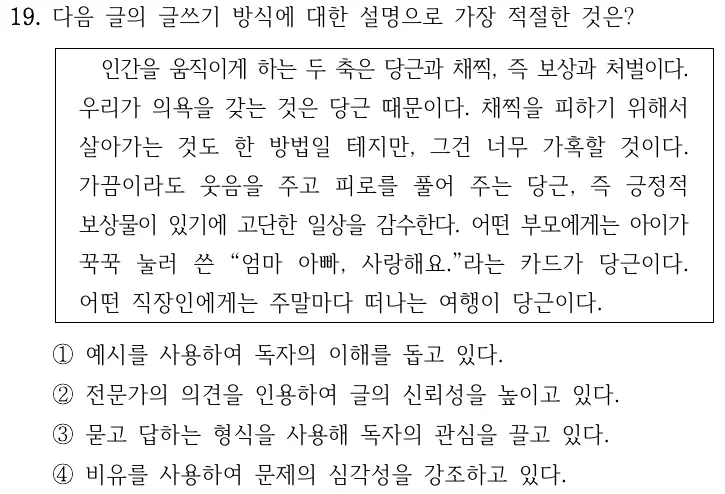 19. 다음 글의 글쓰기 방식에 대한 설명으로 가장 적절한 것은?
인간을 움직이게 하는 두 축은 당근과 채찍, 즉 보상과 처벌이다.
우리가 의욕을 갖는 것은 당근 때문이다. 채찍을 피하기 위해서
살아가는 것도 한 방법일 테지만, 그건 너무 가혹할 것이다.
가끔이라도 웃음을 주고 피로를 풀어 주는 당근, 즉 긍정적
보상물이 있기에 고단한 일상을 감수한다. 어떤 부모에게는 아이가
꾹꾹 눌러 쓴 “엄마 아빠, 사랑해요.”라는 카드가 당근이다.
어떤 직장인에게는 주말마다 떠나는 여행이 당근이다.
① 예시를 사용하여 독자의 이해를 돕고 있다.
② 전문가의 의견을 인용하여 글의 신뢰성을 높이고 있다.
③ 묻고 답하는 형식을 사용해 독자의 관심을 끌고 있다.
④ 비유를 사용하여 문제의 심각성을 강조하고 있다.